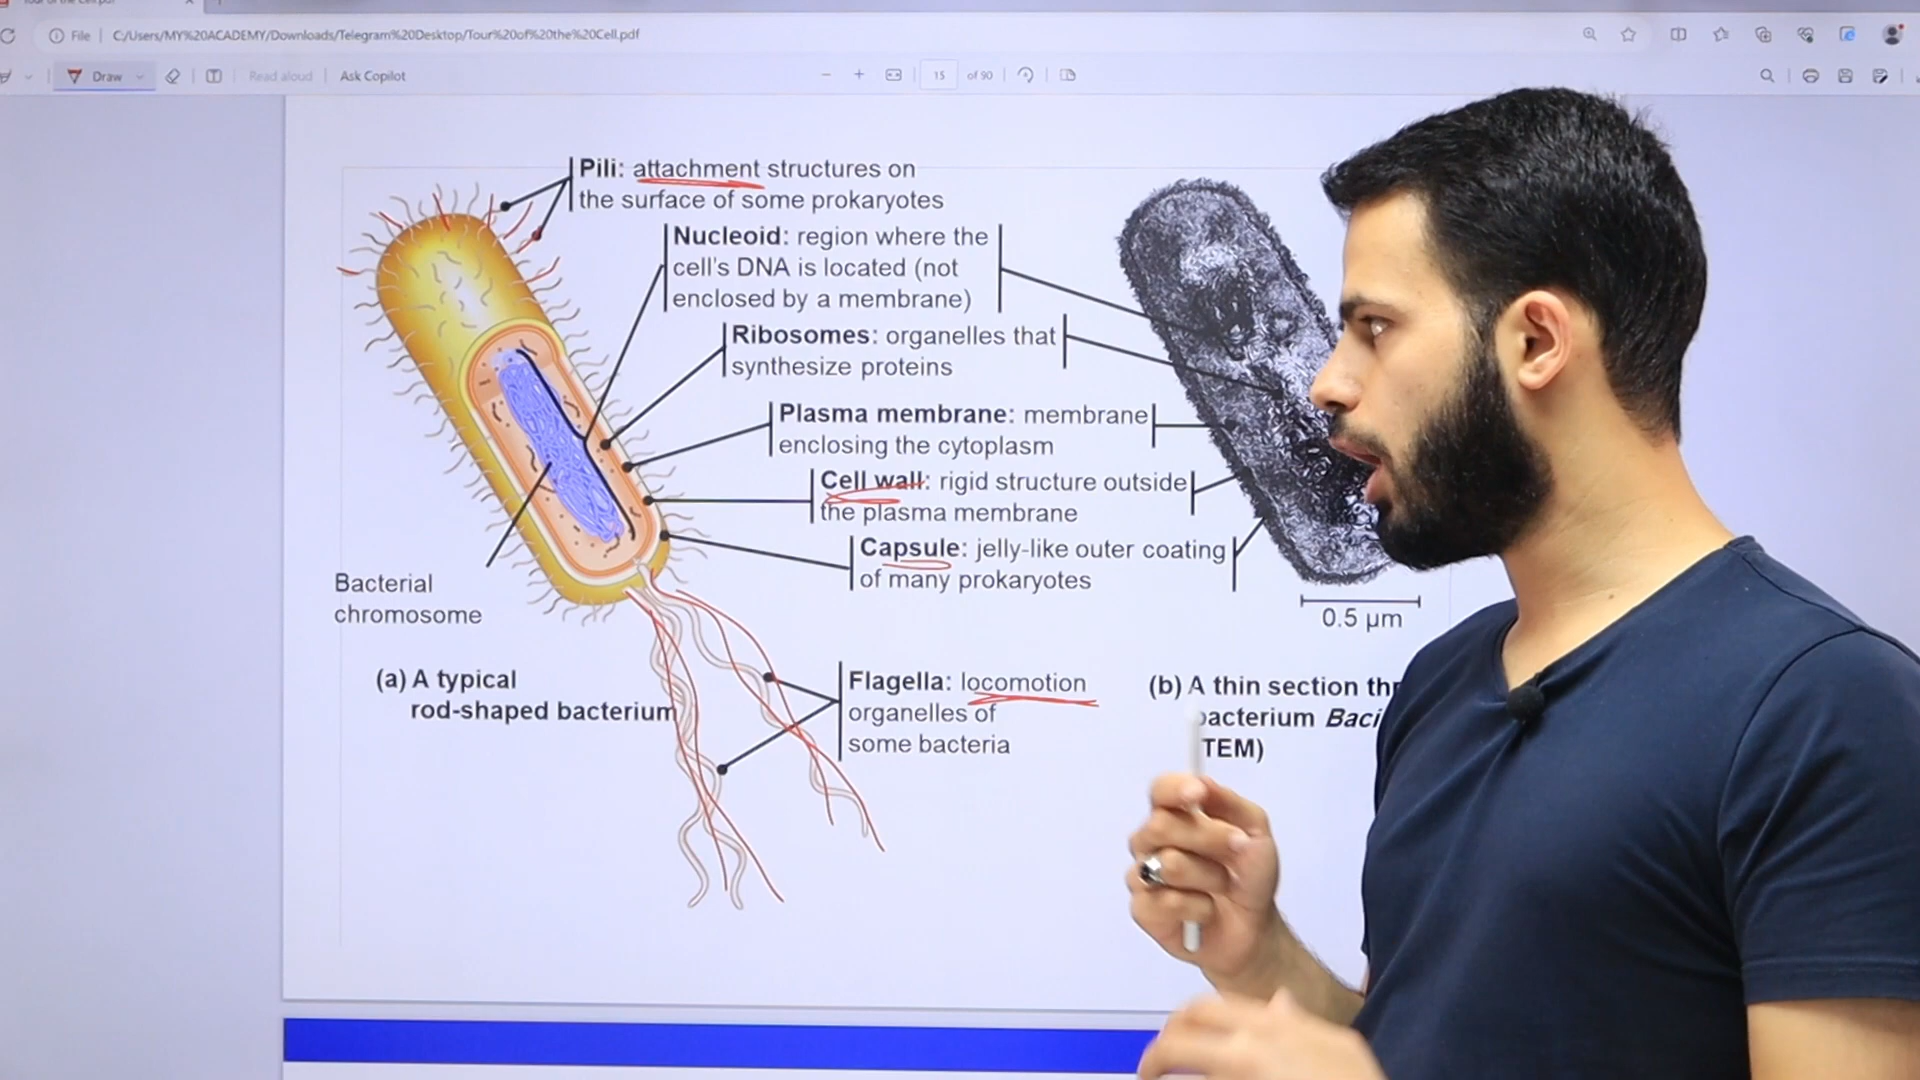 File
C:/Users/MY%20ACADEMY/Downloads/Telegram%20Desktop/Tour%20of%20the%20Cell.pdf
Draw
Read aloud
Ask Copilot
15 of 90
Pili: attachment structures on
the surface of some prokaryotes
Nucleoid: region where the
cell's DNA is located (not
enclosed by a membrane)
Ribosomes: organelles that
synthesize proteins
Plasma membrane: membrane
enclosing the cytoplasm
Cell wall: rigid structure outside
the plasma membrane
Capsule: jelly-like outer coating
of many prokaryotes
Bacterial
chromosome
0.5 µm
(a) A typical
rod-shaped bacterium
Flagella: locomotion
organelles of
some bacteria
(b) A thin section thr
bacterium Baci
TEM)